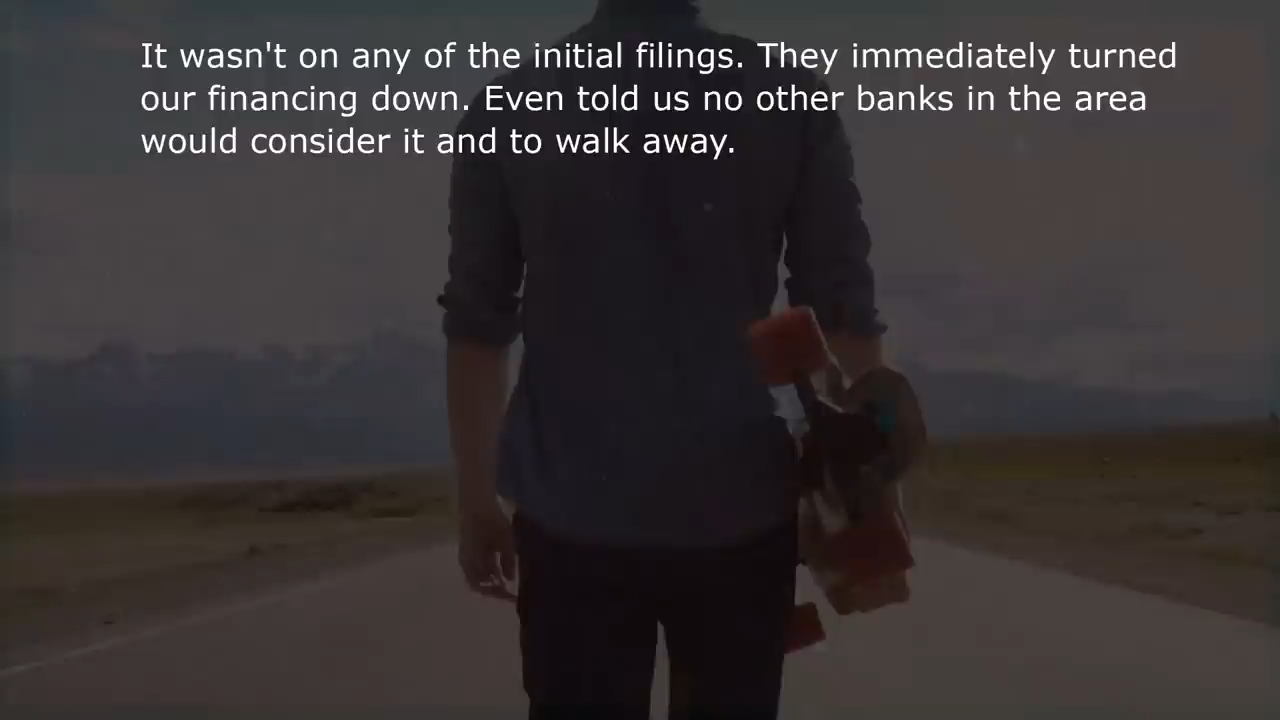 It wasn't on any of the initial filings. They immediately turned
our financing down. Even told us no other banks in the area
would consider it and to walk away.